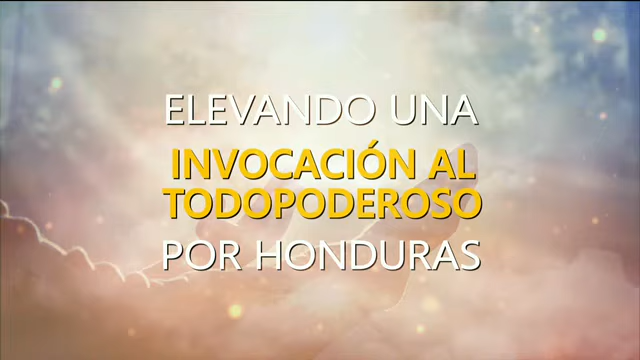 ELEVANDO UNA
INVOCACIÓN AL
TODOPODEROSO
POR HONDURAS